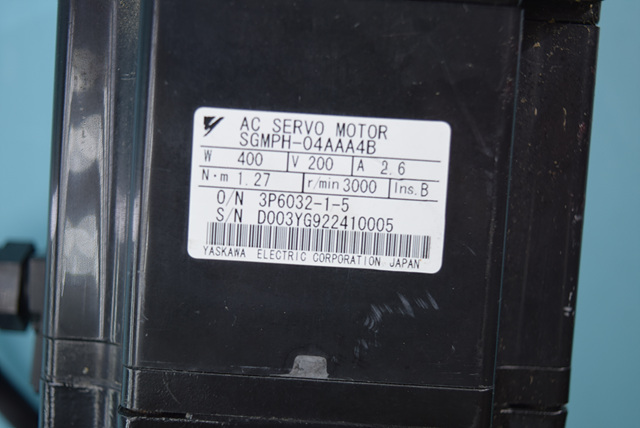 AC SERVO MOTOR
SGMPH-04AAA4B
W 400 V 200 A 2.6
N·m 1.27 r/min 3000 Ins. B
O/N 3P6032-1-5
S/N D003YG922410005
YASKAWA ELECTRIC CORPORATION JAPAN